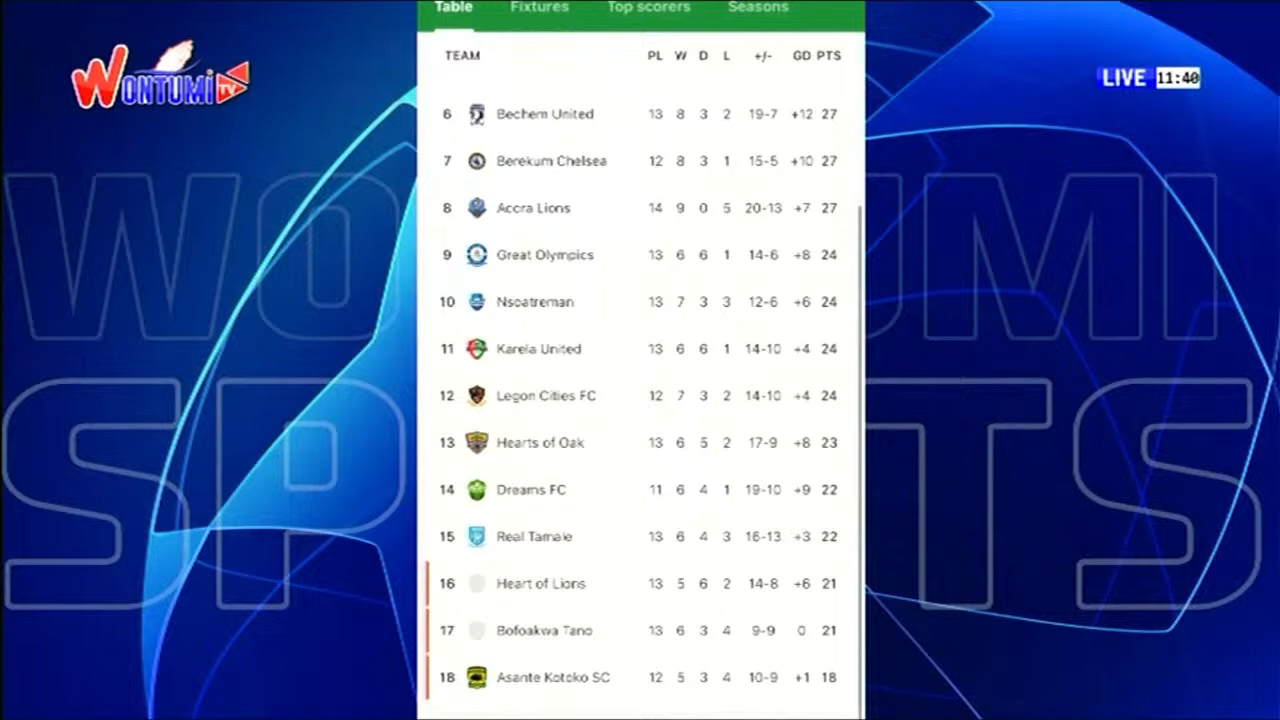 Table Fixtures Top scorers Seasons
WONTUMI TV
LIVE 11:40
TEAM PL W D L +/- GD PTS
6 Bechem United 13 8 3 2 19-7 +12 27
7 Berekum Chelsea 12 8 3 1 15-5 +10 27
8 Accra Lions 14 9 0 5 20-13 +7 27
9 Great Olympics 13 6 6 1 14-6 +8 24
10 Nsoatreman 13 7 3 3 12-6 +6 24
11 Karela United 13 6 6 1 14-10 +4 24
12 Legon Cities FC 12 7 3 2 14-10 +4 24
13 Hearts of Oak 13 6 5 2 17-9 +8 23
14 Dreams FC 11 6 4 1 19-10 +9 22
15 Real Tamale 13 6 4 3 16-13 +3 22
16 Heart of Lions 13 5 6 2 14-8 +6 21
17 Bofoakwa Tano 13 6 3 4 9-9 0 21
18 Asante Kotoko SC 12 5 3 4 10-9 +1 18
WO UMI
SP TS